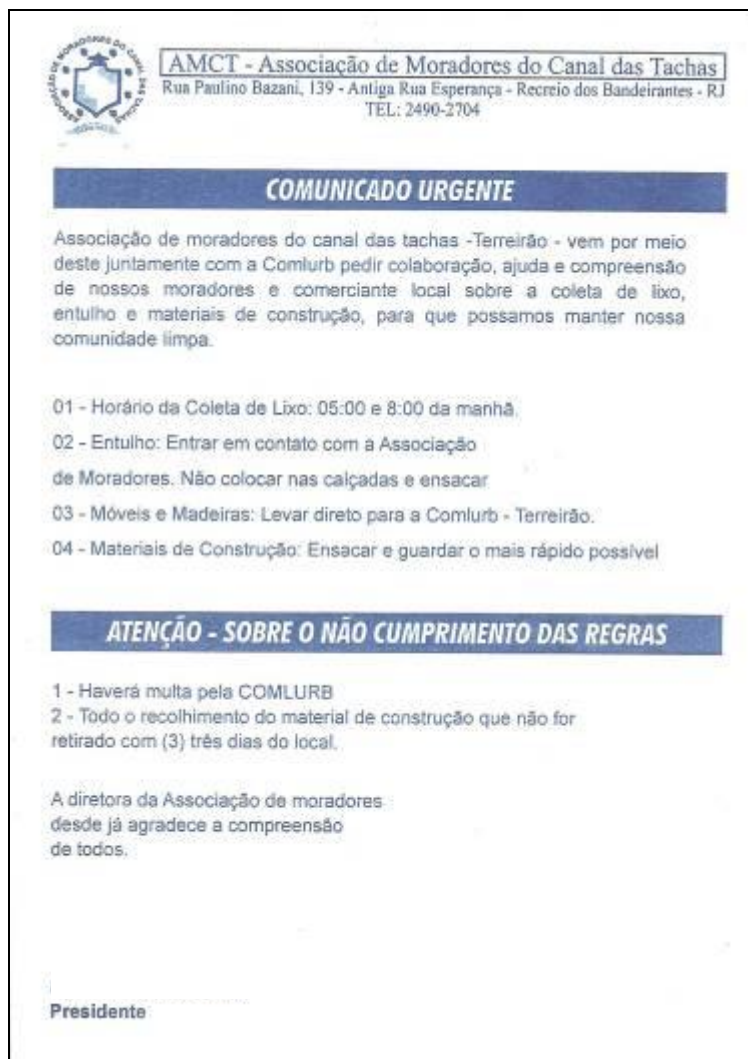 ASSOCIAÇÃO DE MORADORES DO CANAL DAS TACHAS
AMCT - Associação de Moradores do Canal das Tachas
Rua Paulino Bazani, 139 - Antiga Rua Esperança - Recreio dos Bandeirantes - RJ
TEL: 2490-2704
COMUNICADO URGENTE
Associação de moradores do canal das tachas -Terreirão - vem por meio
deste juntamente com a Comlurb pedir colaboração, ajuda e compreensão
de nossos moradores e comerciante local sobre a coleta de lixo,
entulho e materiais de construção, para que possamos manter nossa
comunidade limpa.
01 - Horário da Coleta de Lixo: 05:00 e 8:00 da manhã.
02 - Entulho: Entrar em contato com a Associação
de Moradores. Não colocar nas calçadas e ensacar
03 - Móveis e Madeiras: Levar direto para a Comlurb - Terreirão.
04 - Materiais de Construção: Ensacar e guardar o mais rápido possível
ATENÇÃO - SOBRE O NÃO CUMPRIMENTO DAS REGRAS
1 - Haverá multa pela COMLURB
2 - Todo o recolhimento do material de construção que não for
retirado com (3) três dias do local.
A diretora da Associação de moradores
desde já agradece a compreensão
de todos.
Presidente